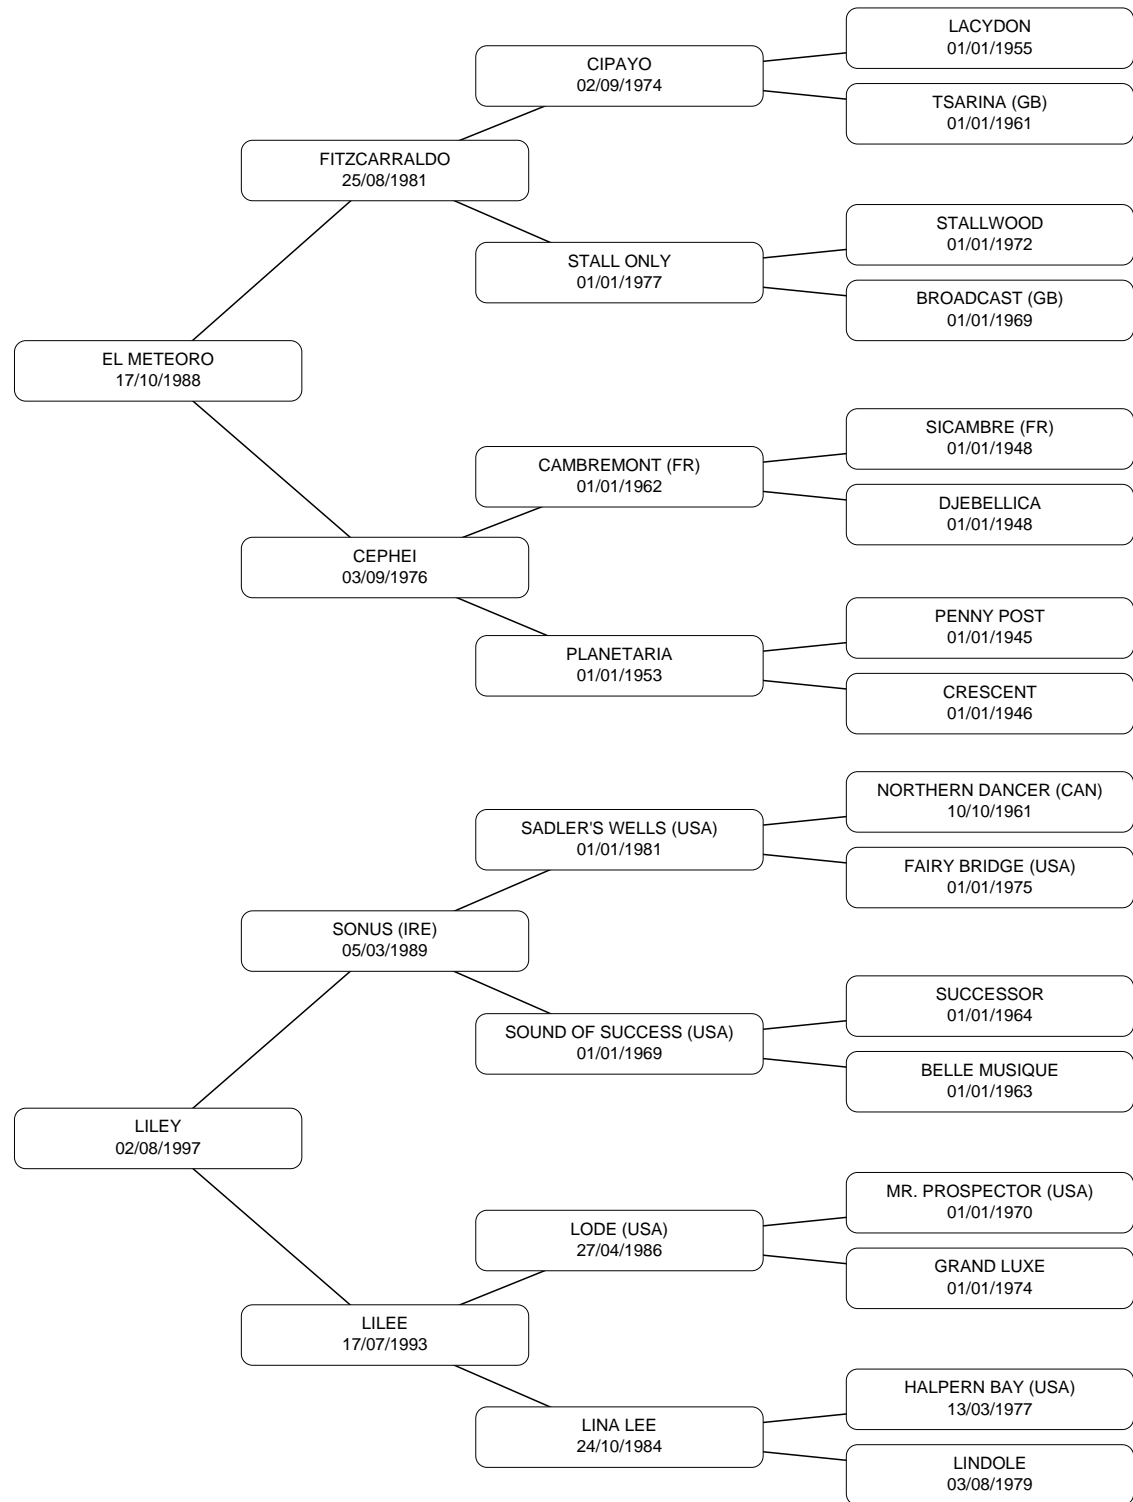 LACYDON
01/01/1955
CIPAYO
02/09/1974
TSARINA (GB)
01/01/1961
FITZCARRALDO
25/08/1981
STALLWOOD
01/01/1972
STALL ONLY
01/01/1977
BROADCAST (GB)
01/01/1969
EL METEORO
17/10/1988
SICAMBRE (FR)
01/01/1948
CAMBREMONT (FR)
01/01/1962
DJEBELLICA
01/01/1948
CEPHEI
03/09/1976
PENNY POST
01/01/1945
PLANETARIA
01/01/1953
CRESCENT
01/01/1946
NORTHERN DANCER (CAN)
10/10/1961
SADLER'S WELLS (USA)
01/01/1981
FAIRY BRIDGE (USA)
01/01/1975
SONUS (IRE)
05/03/1989
SUCCESSOR
01/01/1964
SOUND OF SUCCESS (USA)
01/01/1969
BELLE MUSIQUE
01/01/1963
LILEY
02/08/1997
MR. PROSPECTOR (USA)
01/01/1970
LODE (USA)
27/04/1986
GRAND LUXE
01/01/1974
LILEE
17/07/1993
HALPERN BAY (USA)
13/03/1977
LINA LEE
24/10/1984
LINDOLE
03/08/1979